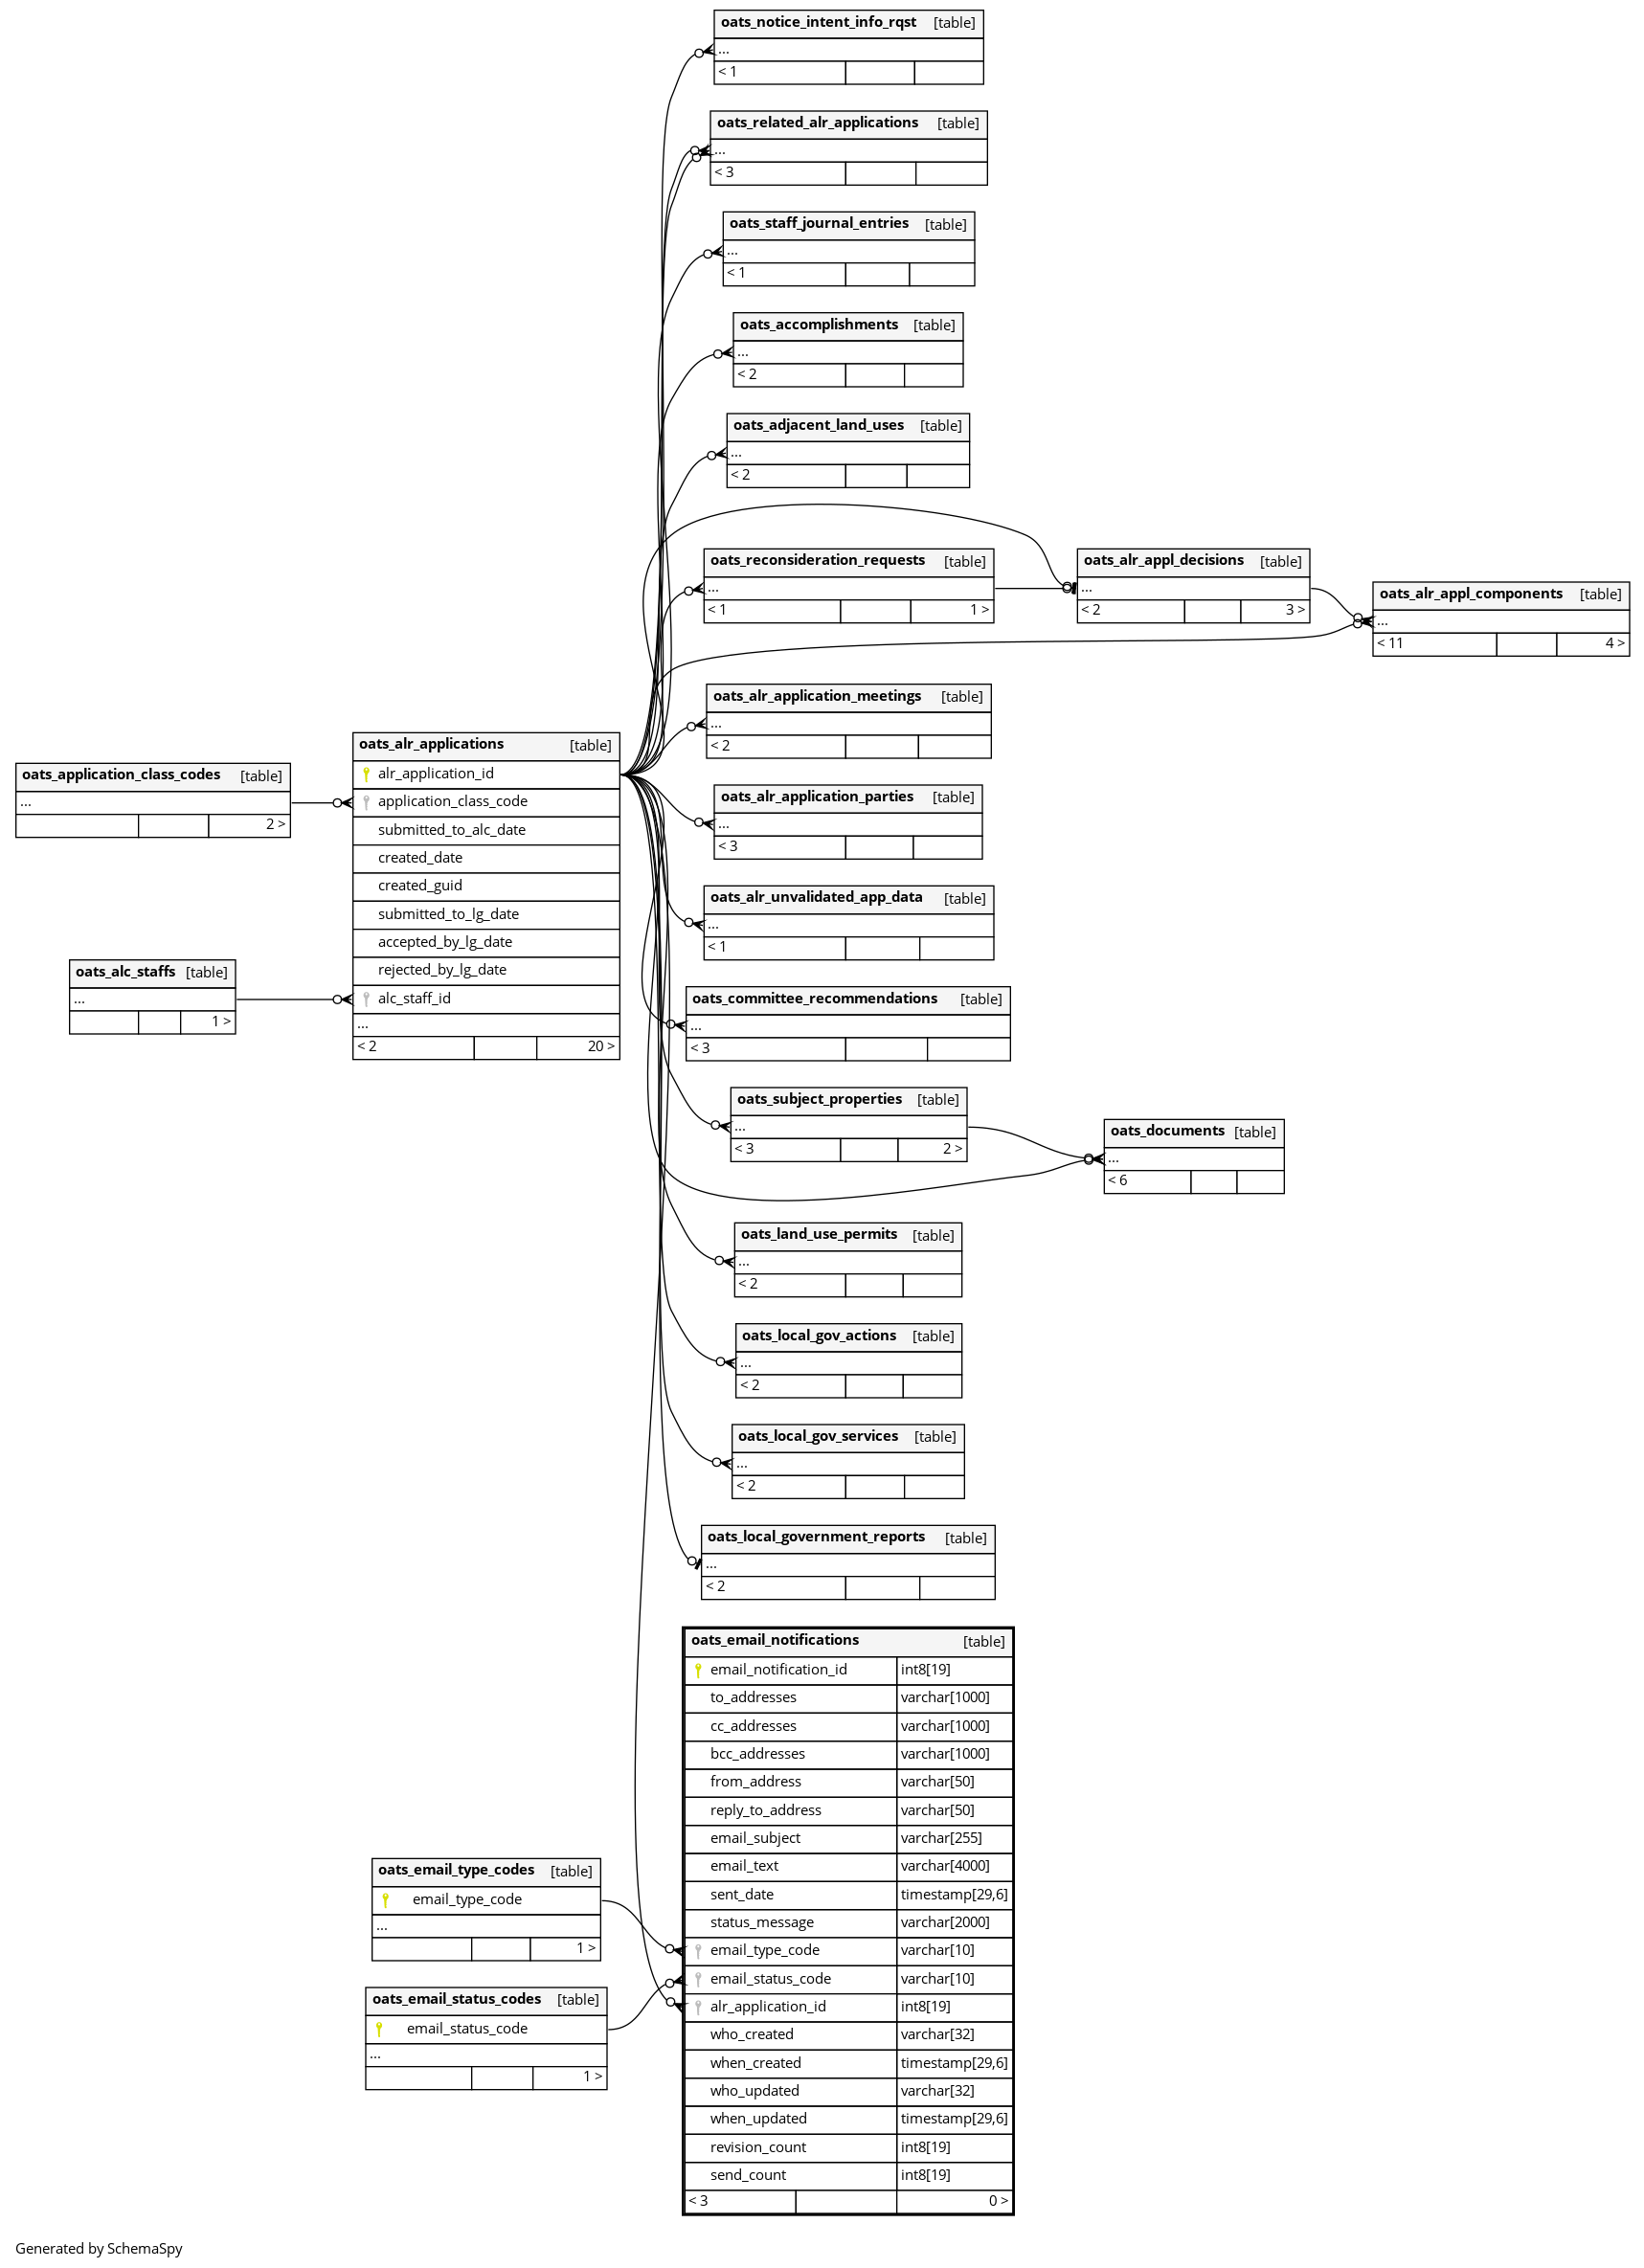 oats_notice_intent_info_rqst [table]
...
< 1
oats_related_alr_applications [table]
...
< 3
oats_staff_journal_entries [table]
...
< 1
oats_accomplishments [table]
...
< 2
oats_adjacent_land_uses [table]
...
< 2
oats_reconsideration_requests [table]
...
< 1 1 >
oats_alr_appl_decisions [table]
...
< 2 3 >
oats_alr_appl_components [table]
...
< 11 4 >
oats_alr_application_meetings [table]
...
< 2
oats_application_class_codes [table]
...
2 >
oats_alc_staffs [table]
...
1 >
oats_alr_applications [table]
alr_application_id
application_class_code
submitted_to_alc_date
created_date
created_guid
submitted_to_lg_date
accepted_by_lg_date
rejected_by_lg_date
alc_staff_id
...
< 2 20 >
oats_alr_application_parties [table]
...
< 3
oats_alr_unvalidated_app_data [table]
...
< 1
oats_committee_recommendations [table]
...
< 3
oats_subject_properties [table]
...
< 3 2 >
oats_documents [table]
...
< 6
oats_land_use_permits [table]
...
< 2
oats_local_gov_actions [table]
...
< 2
oats_local_gov_services [table]
...
< 2
oats_local_government_reports [table]
...
< 2
oats_email_type_codes [table]
email_type_code
...
1 >
oats_email_status_codes [table]
email_status_code
...
1 >
oats_email_notifications [table]
email_notification_id int8[19]
to_addresses varchar[1000]
cc_addresses varchar[1000]
bcc_addresses varchar[1000]
from_address varchar[50]
reply_to_address varchar[50]
email_subject varchar[255]
email_text varchar[4000]
sent_date timestamp[29,6]
status_message varchar[2000]
email_type_code varchar[10]
email_status_code varchar[10]
alr_application_id int8[19]
who_created varchar[32]
when_created timestamp[29,6]
who_updated varchar[32]
when_updated timestamp[29,6]
revision_count int8[19]
send_count int8[19]
< 3 0 >
Generated by SchemaSpy